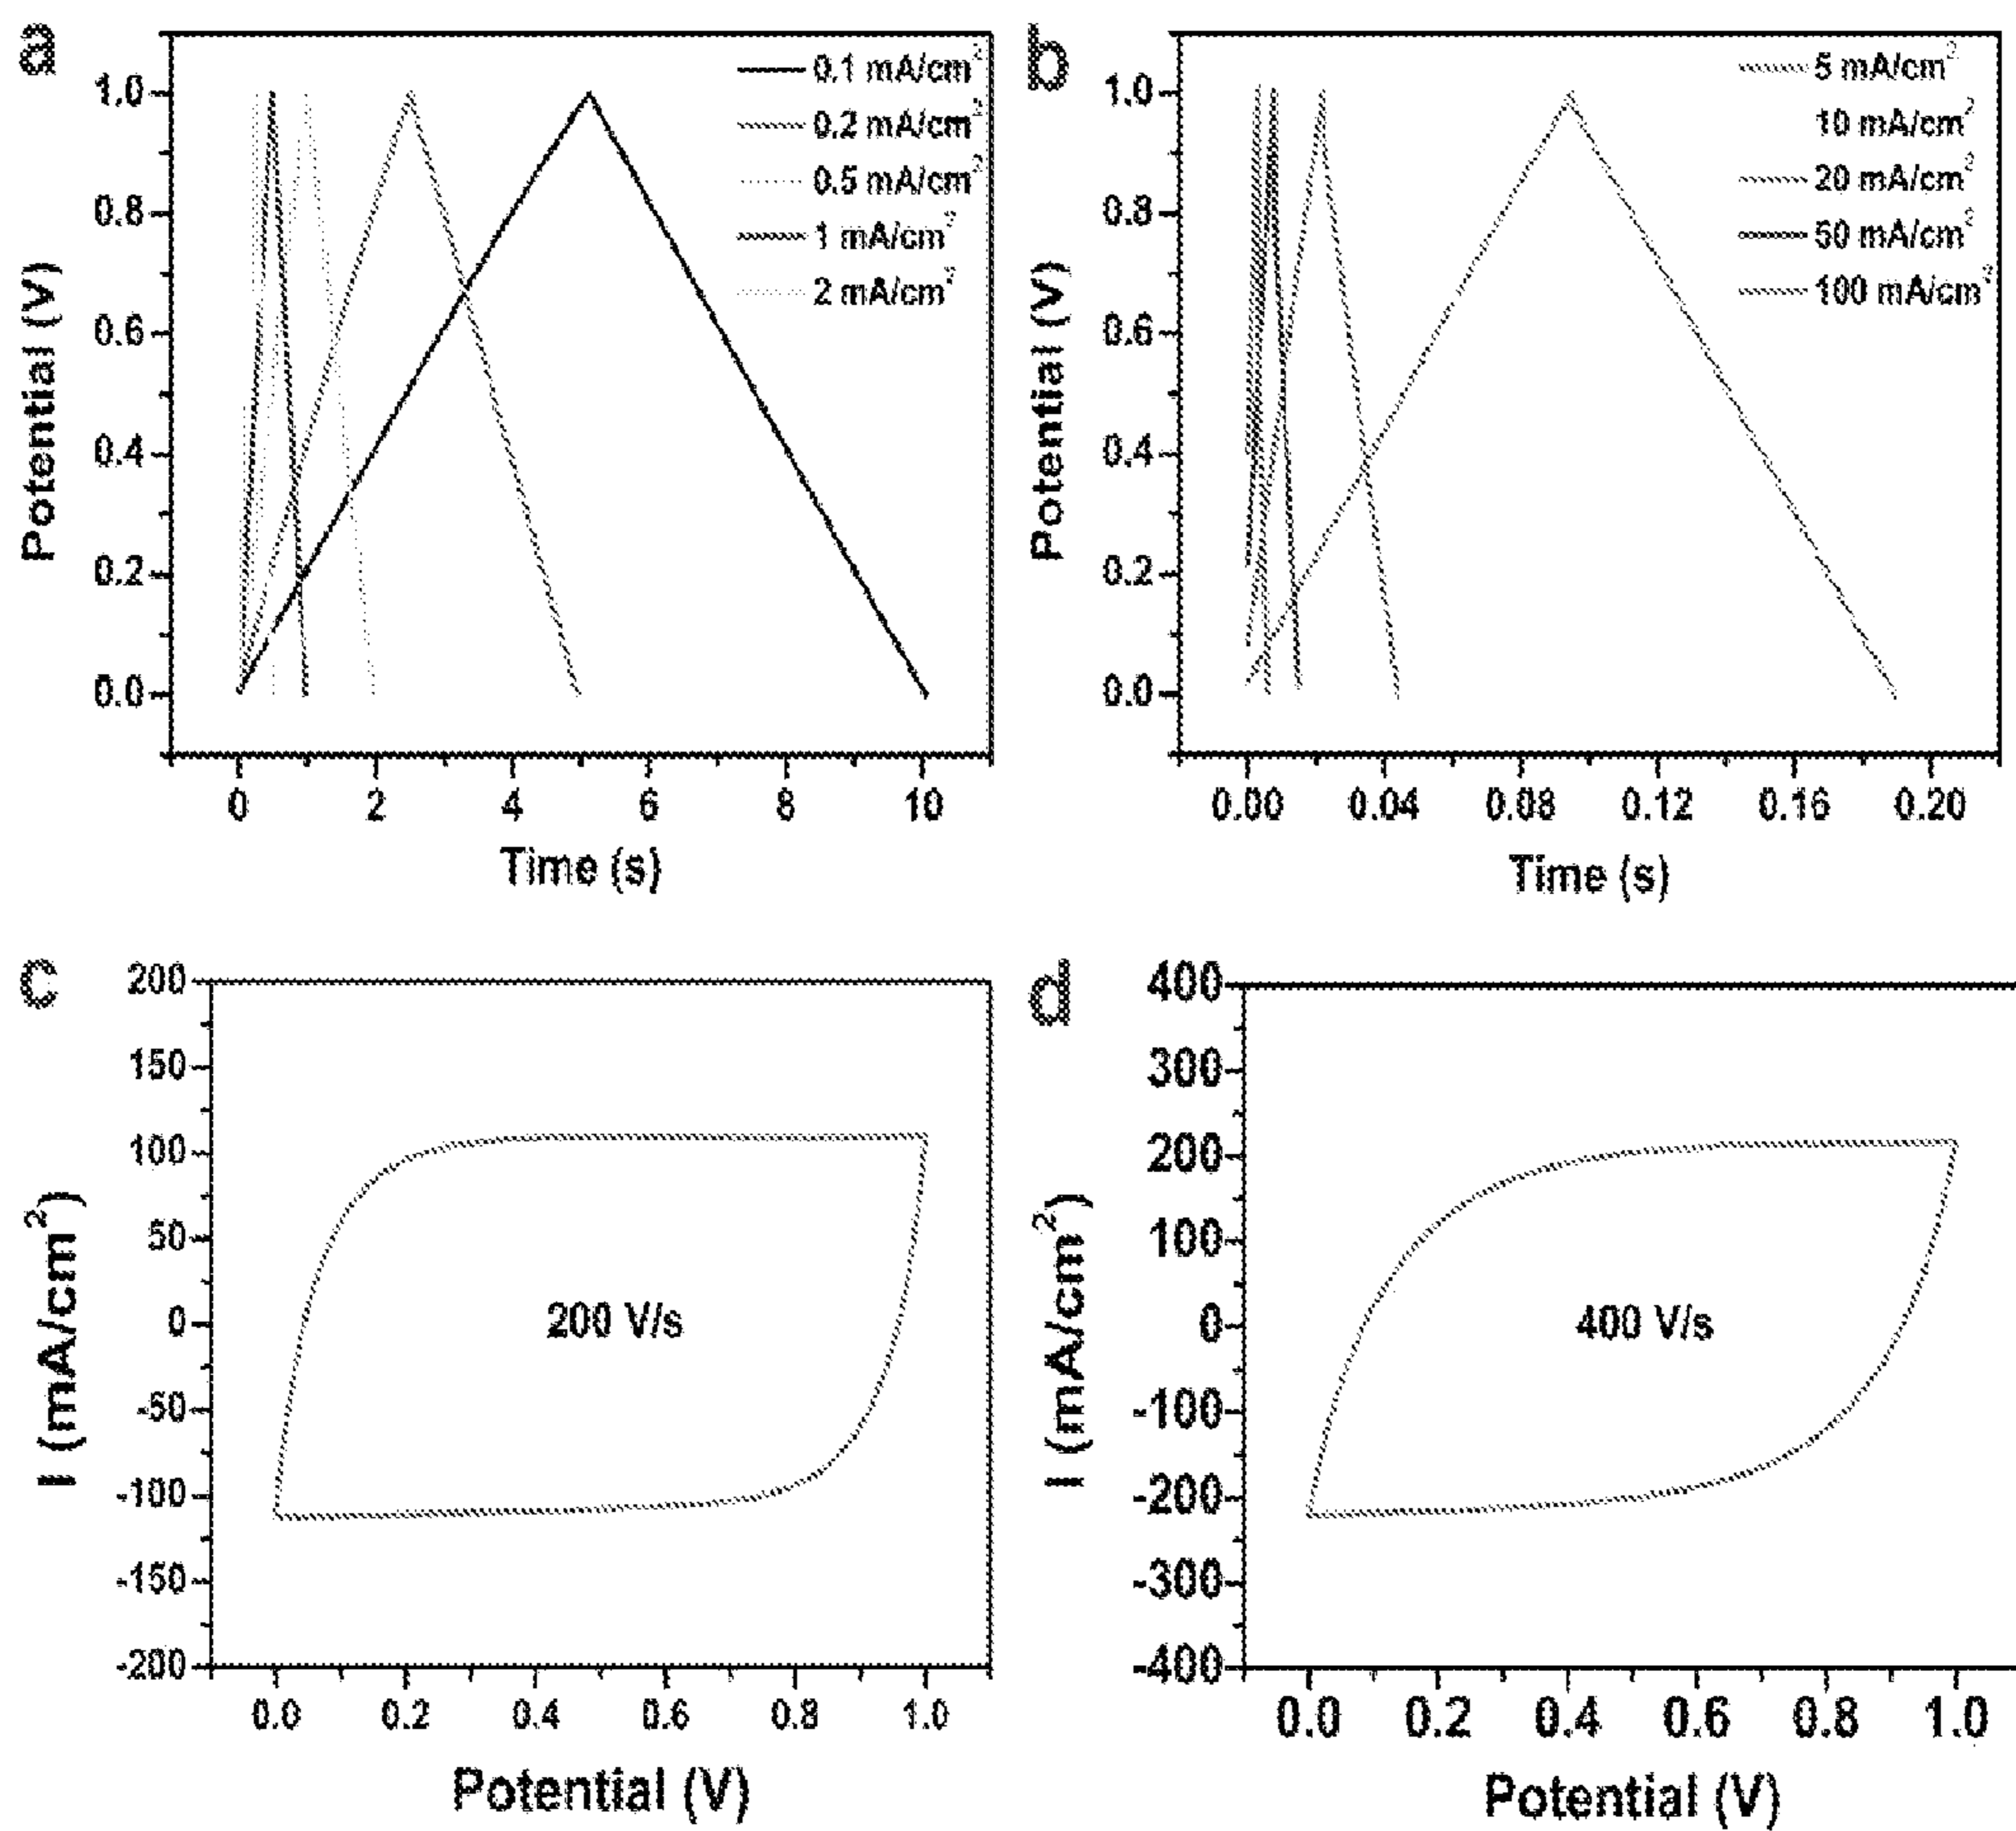 a
0.1 mA/cm²
0.2 mA/cm²
0.5 mA/cm²
1 mA/cm²
2 mA/cm²
1.0
0.8
0.6
0.4
0.2
0.0
Potential (V)
0 2 4 6 8 10
Time (s)
b
5 mA/cm²
10 mA/cm²
20 mA/cm²
50 mA/cm²
100 mA/cm²
1.0
0.8
0.6
0.4
0.2
0.0
Potential (V)
0.00 0.04 0.08 0.12 0.16 0.20
Time (s)
c
200
150
100
50
0
-50
-100
-150
-200
I (mA/cm²)
200 V/s
0.0 0.2 0.4 0.6 0.8 1.0
Potential (V)
d
400
300
200
100
0
-100
-200
-300
-400
I (mA/cm²)
400 V/s
0.0 0.2 0.4 0.6 0.8 1.0
Potential (V)